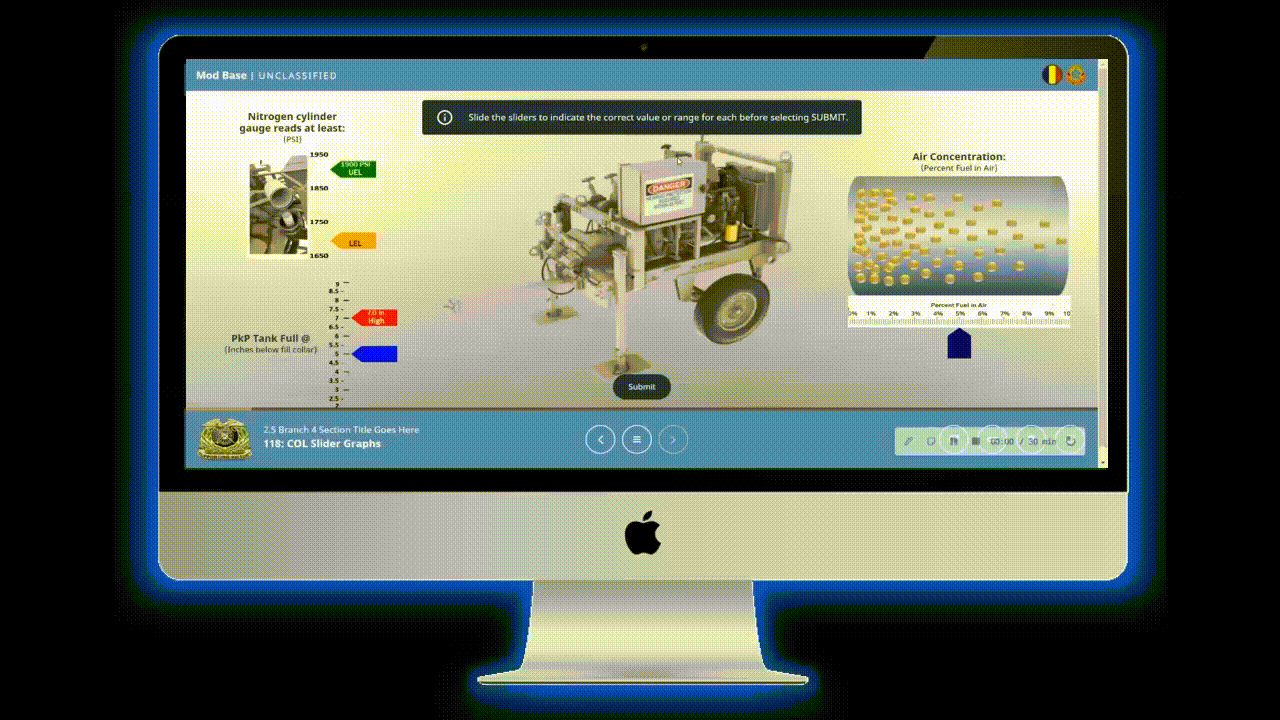 Mod Base | UNCLASSIFIED
Slide the sliders to indicate the correct value or range for each before selecting SUBMIT.
Nitrogen cylinder
gauge reads at least:
(PSI)
1950
1900 PSI
UEL
1850
1750
LEL
1650
DANGER
Air Concentration:
(Percent Fuel in Air)
Percent Fuel in Air
0% 1% 2% 3% 4% 5% 6% 7% 8% 9% 10
9
8.5
8
7.5
7
7.0 in
High
6.5
6
PkP Tank Full @
(Inches below fill collar)
5
4.5
4
3.5
3
2.5
2
Submit
2.5 Branch 4 Section Title Goes Here
118: COL Slider Graphs
00:00 / 30 min